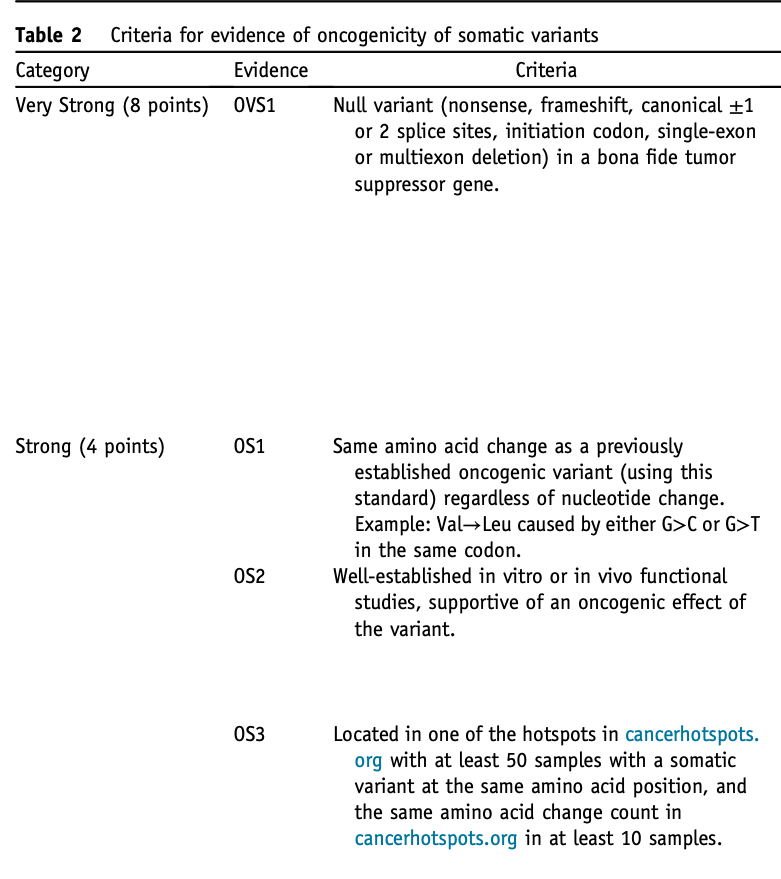 Table 2 Criteria for evidence of oncogenicity of somatic variants
Category Evidence Criteria
Very Strong (8 points) OVS1 Null variant (nonsense, frameshift, canonical ±1
or 2 splice sites, initiation codon, single-exon
or multiexon deletion) in a bona fide tumor
suppressor gene.
Strong (4 points) OS1 Same amino acid change as a previously
established oncogenic variant (using this
standard) regardless of nucleotide change.
Example: Val→Leu caused by either G>C or G>T
in the same codon.
OS2 Well-established in vitro or in vivo functional
studies, supportive of an oncogenic effect of
the variant.
OS3 Located in one of the hotspots in cancerhotspots.
org with at least 50 samples with a somatic
variant at the same amino acid position, and
the same amino acid change count in
cancerhotspots.org in at least 10 samples.